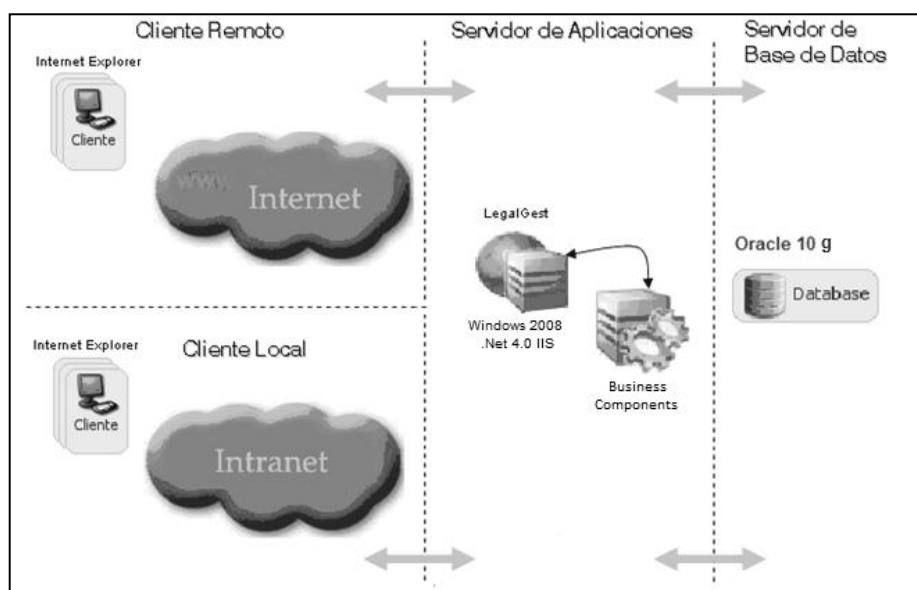 Cliente Remoto
Internet Explorer
Cliente
www
Internet
Internet Explorer
Cliente Local
Cliente
Intranet
Servidor de Aplicaciones
LegalGest
Windows 2008
.Net 4.0 IIS
Business
Components
Servidor de
Base de Datos
Oracle 10 g
Database